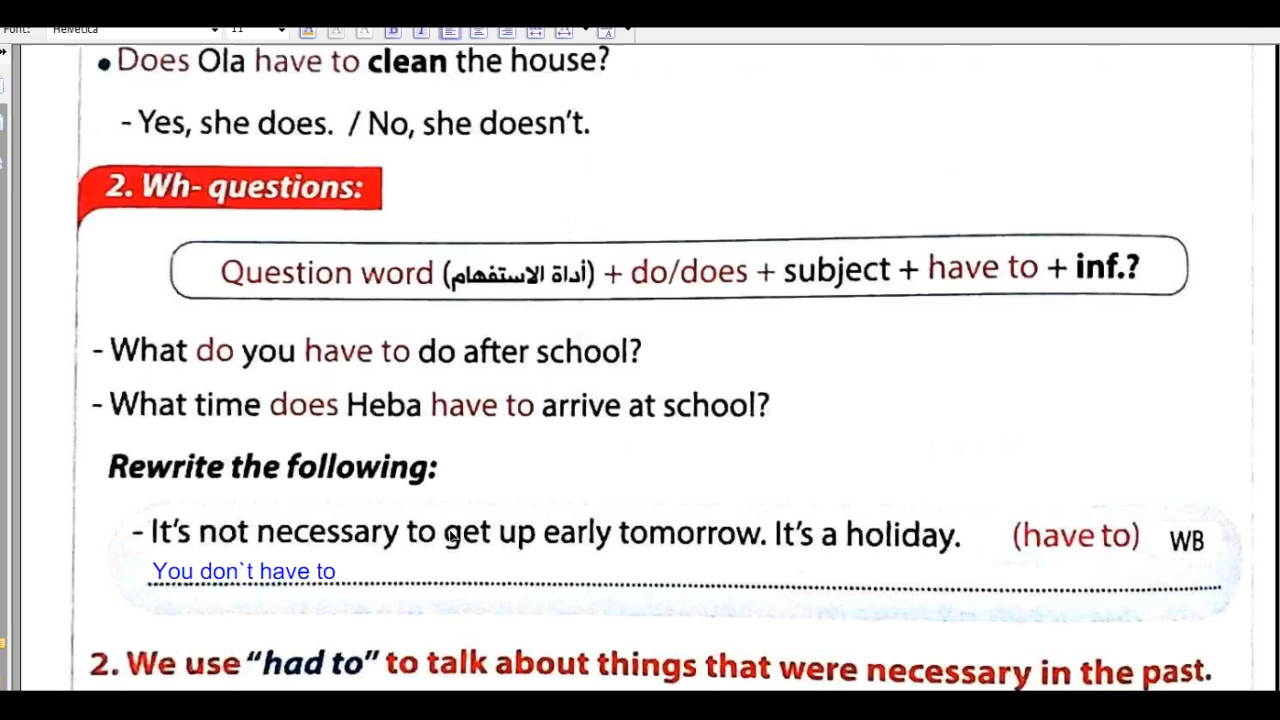 Font: Helvetica 11
• Does Ola have to clean the house?
- Yes, she does. / No, she doesn't.
2. Wh- questions:
Question word (أداة الاستفهام) + do/does + subject + have to + inf.?
- What do you have to do after school?
- What time does Heba have to arrive at school?
Rewrite the following:
- It's not necessary to get up early tomorrow. It's a holiday. (have to) WB
You don`t have to
2. We use "had to" to talk about things that were necessary in the past.